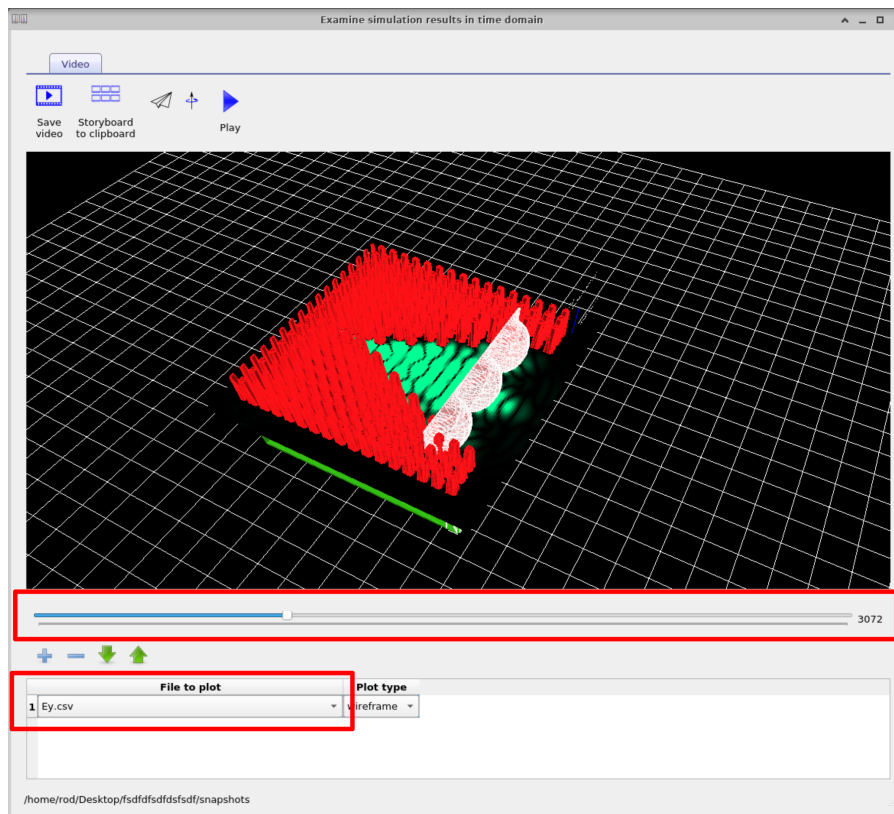 Examine simulation results in time domain
Video
Save video
Storyboard to clipboard
Play
3072
File to plot
Plot type
1 Ey.csv
wireframe
/home/rod/Desktop/fsdfdfsdfdsfsdf/snapshots